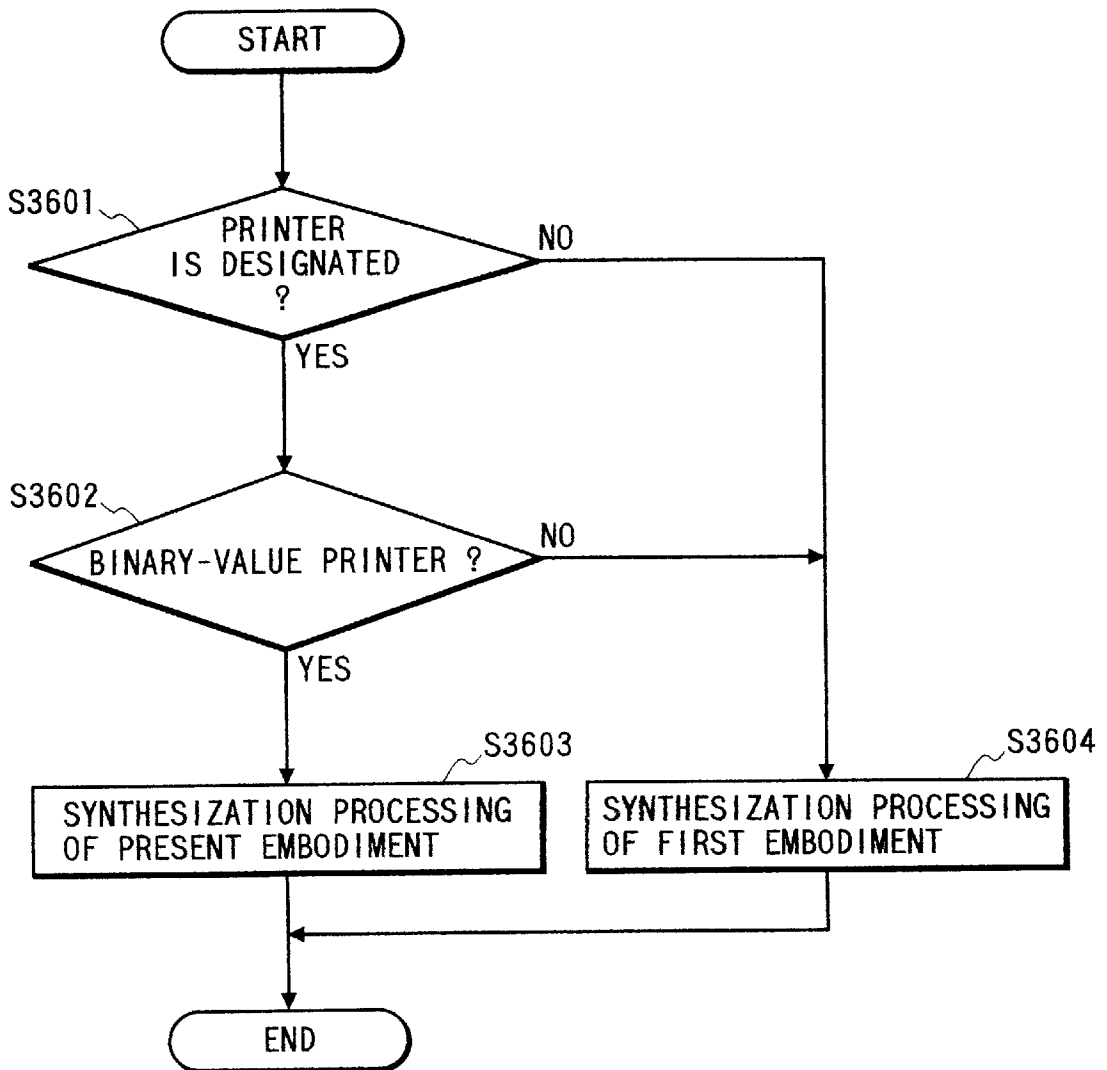 START
S3601
PRINTER
IS DESIGNATED
?
NO
YES
S3602
BINARY-VALUE PRINTER ?
NO
YES
S3603
SYNTHESIZATION PROCESSING
OF PRESENT EMBODIMENT
S3604
SYNTHESIZATION PROCESSING
OF FIRST EMBODIMENT
END